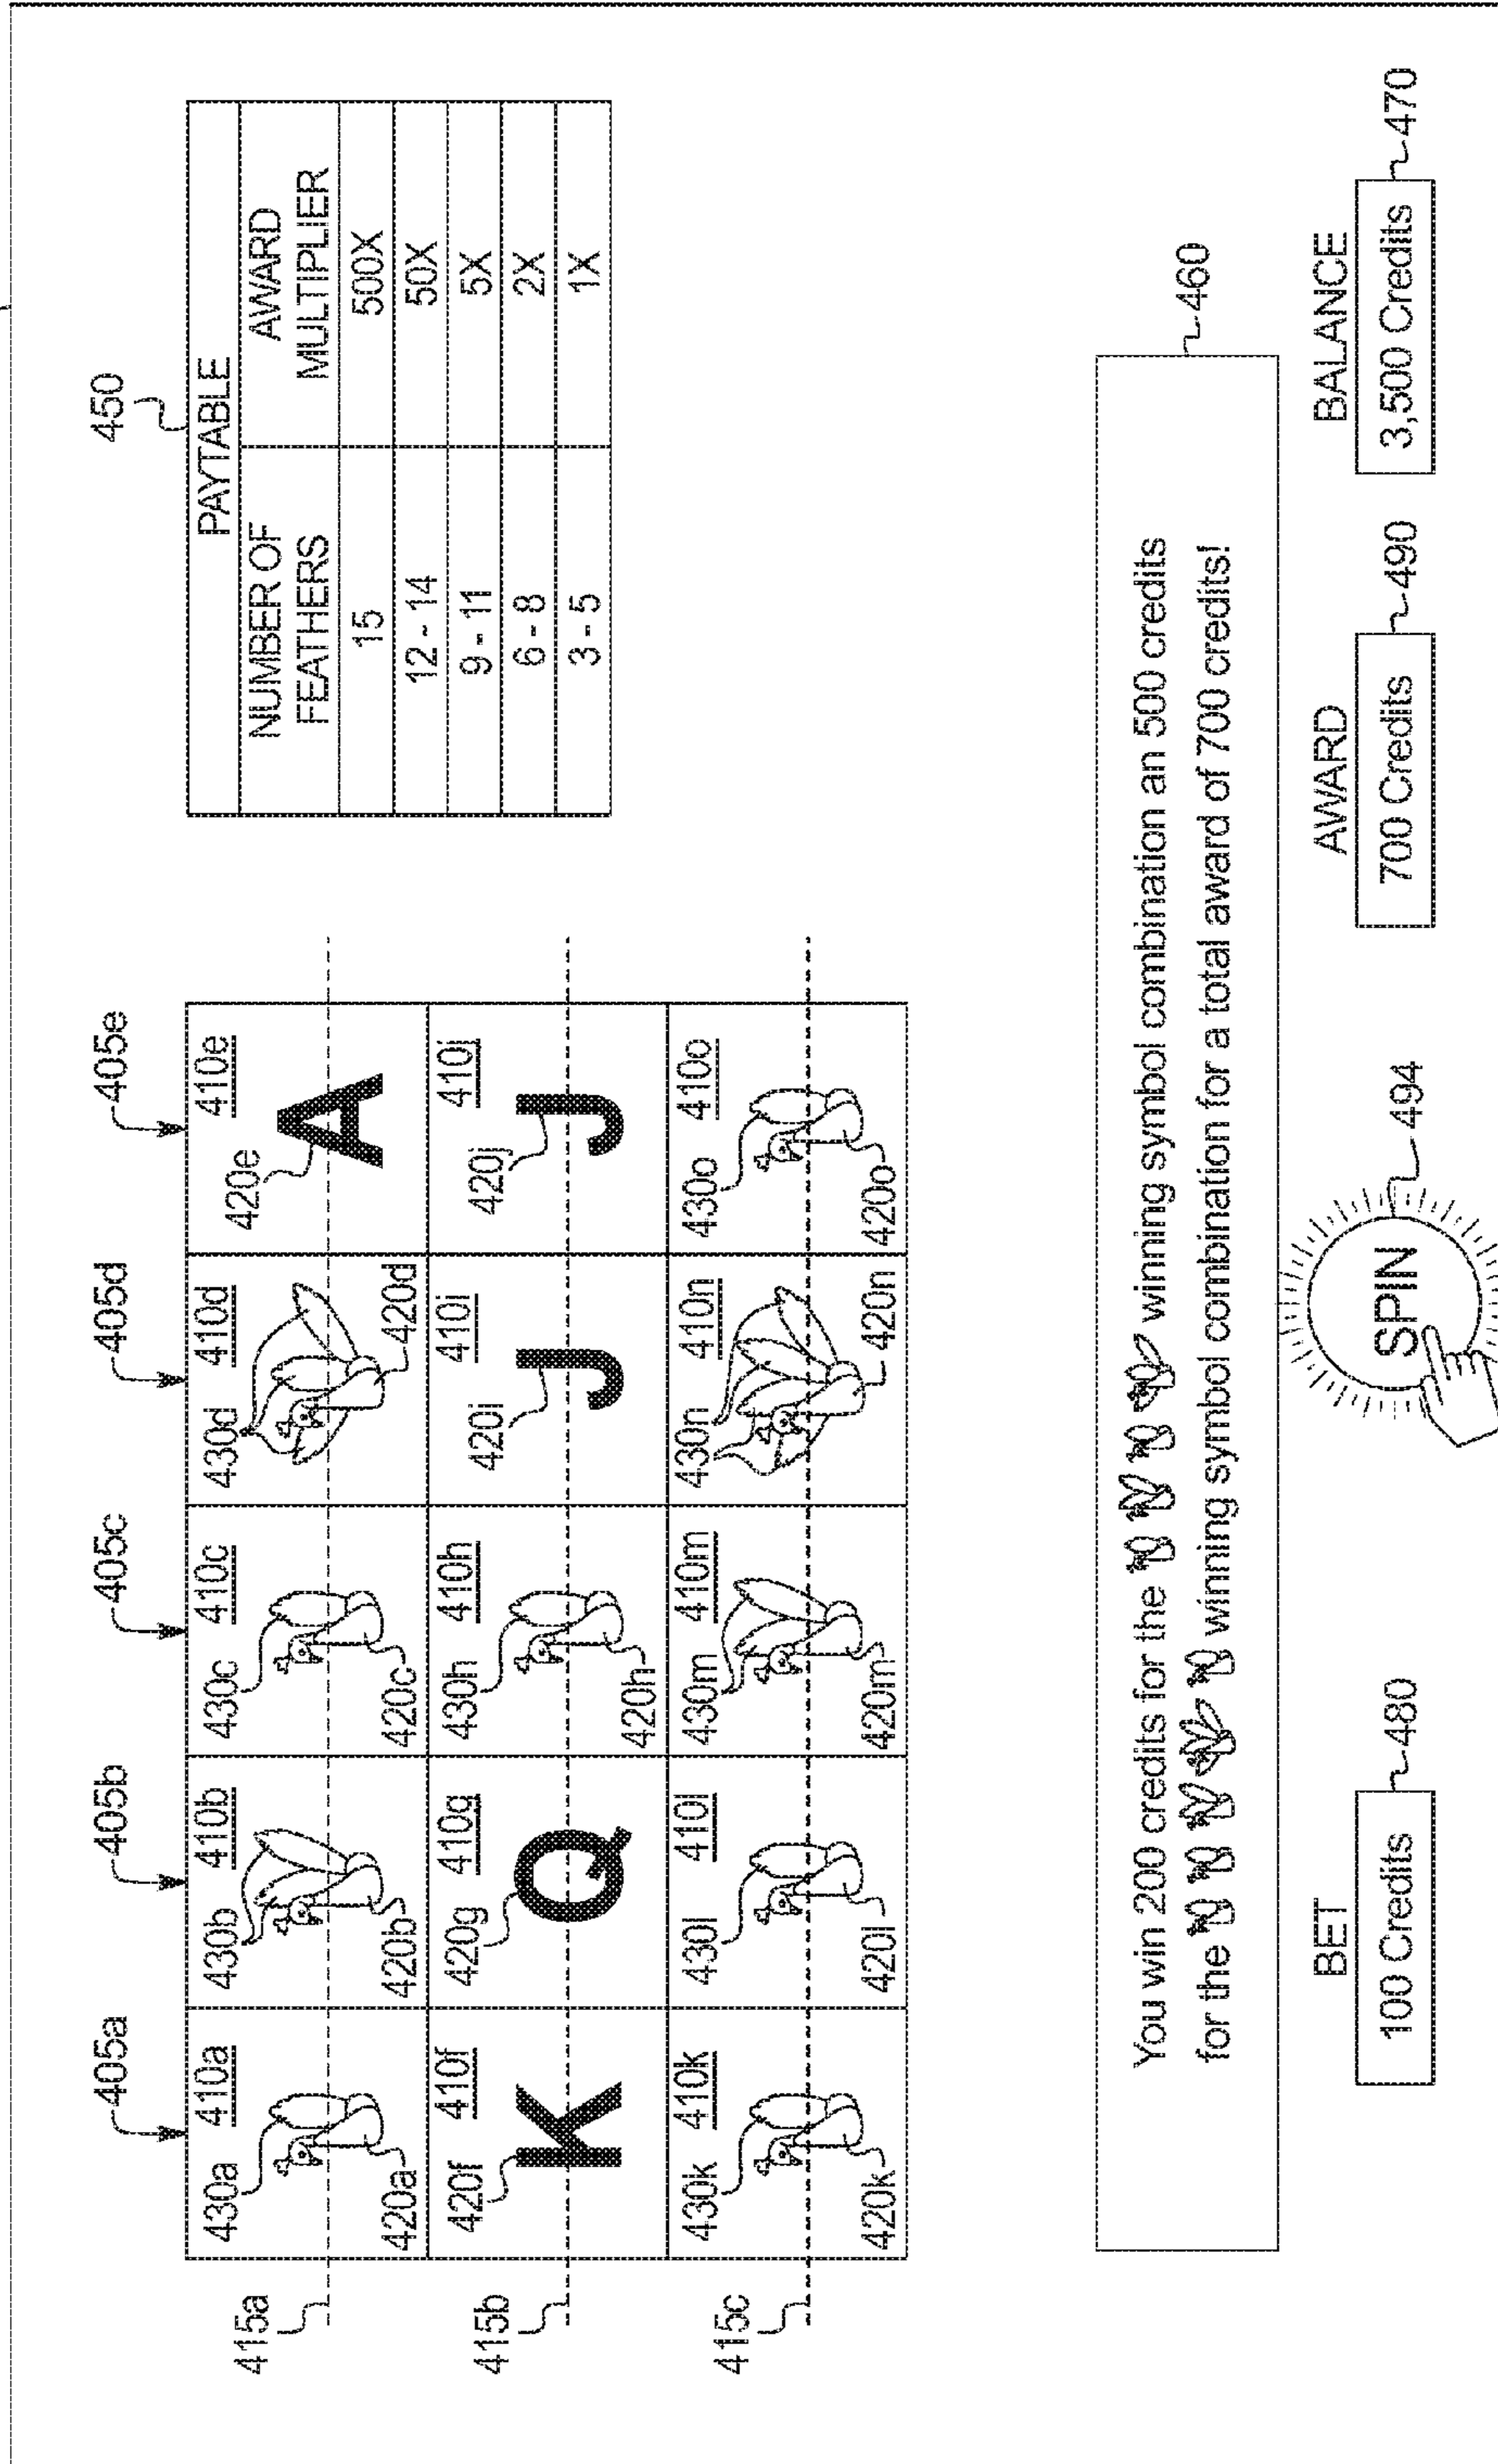 405a
405b
405c
405d
405e
415a
430a 410a
420a
430b 410b
420b
430c 410c
420c
430d 410d
420d
420e 410e
A
415b
420f 410f
K
420g 410g
Q
430h 410h
420h
420i 410i
J
420j 410j
J
415c
430k 410k
420k
430l 410l
420l
430m 410m
420m
430n 410n
420n
430o 410o
420o
450
PAYTABLE
NUMBER OF FEATHERS AWARD MULTIPLIER
15 500X
12 - 14 50X
9 - 11 5X
6 - 8 2X
3 - 5 1X
You win 200 credits for the winning symbol combination an 500 credits
for the winning symbol combination for a total award of 700 credits!
460
BET
100 Credits
480
SPIN
494
AWARD
700 Credits
490
BALANCE
3,500 Credits
470